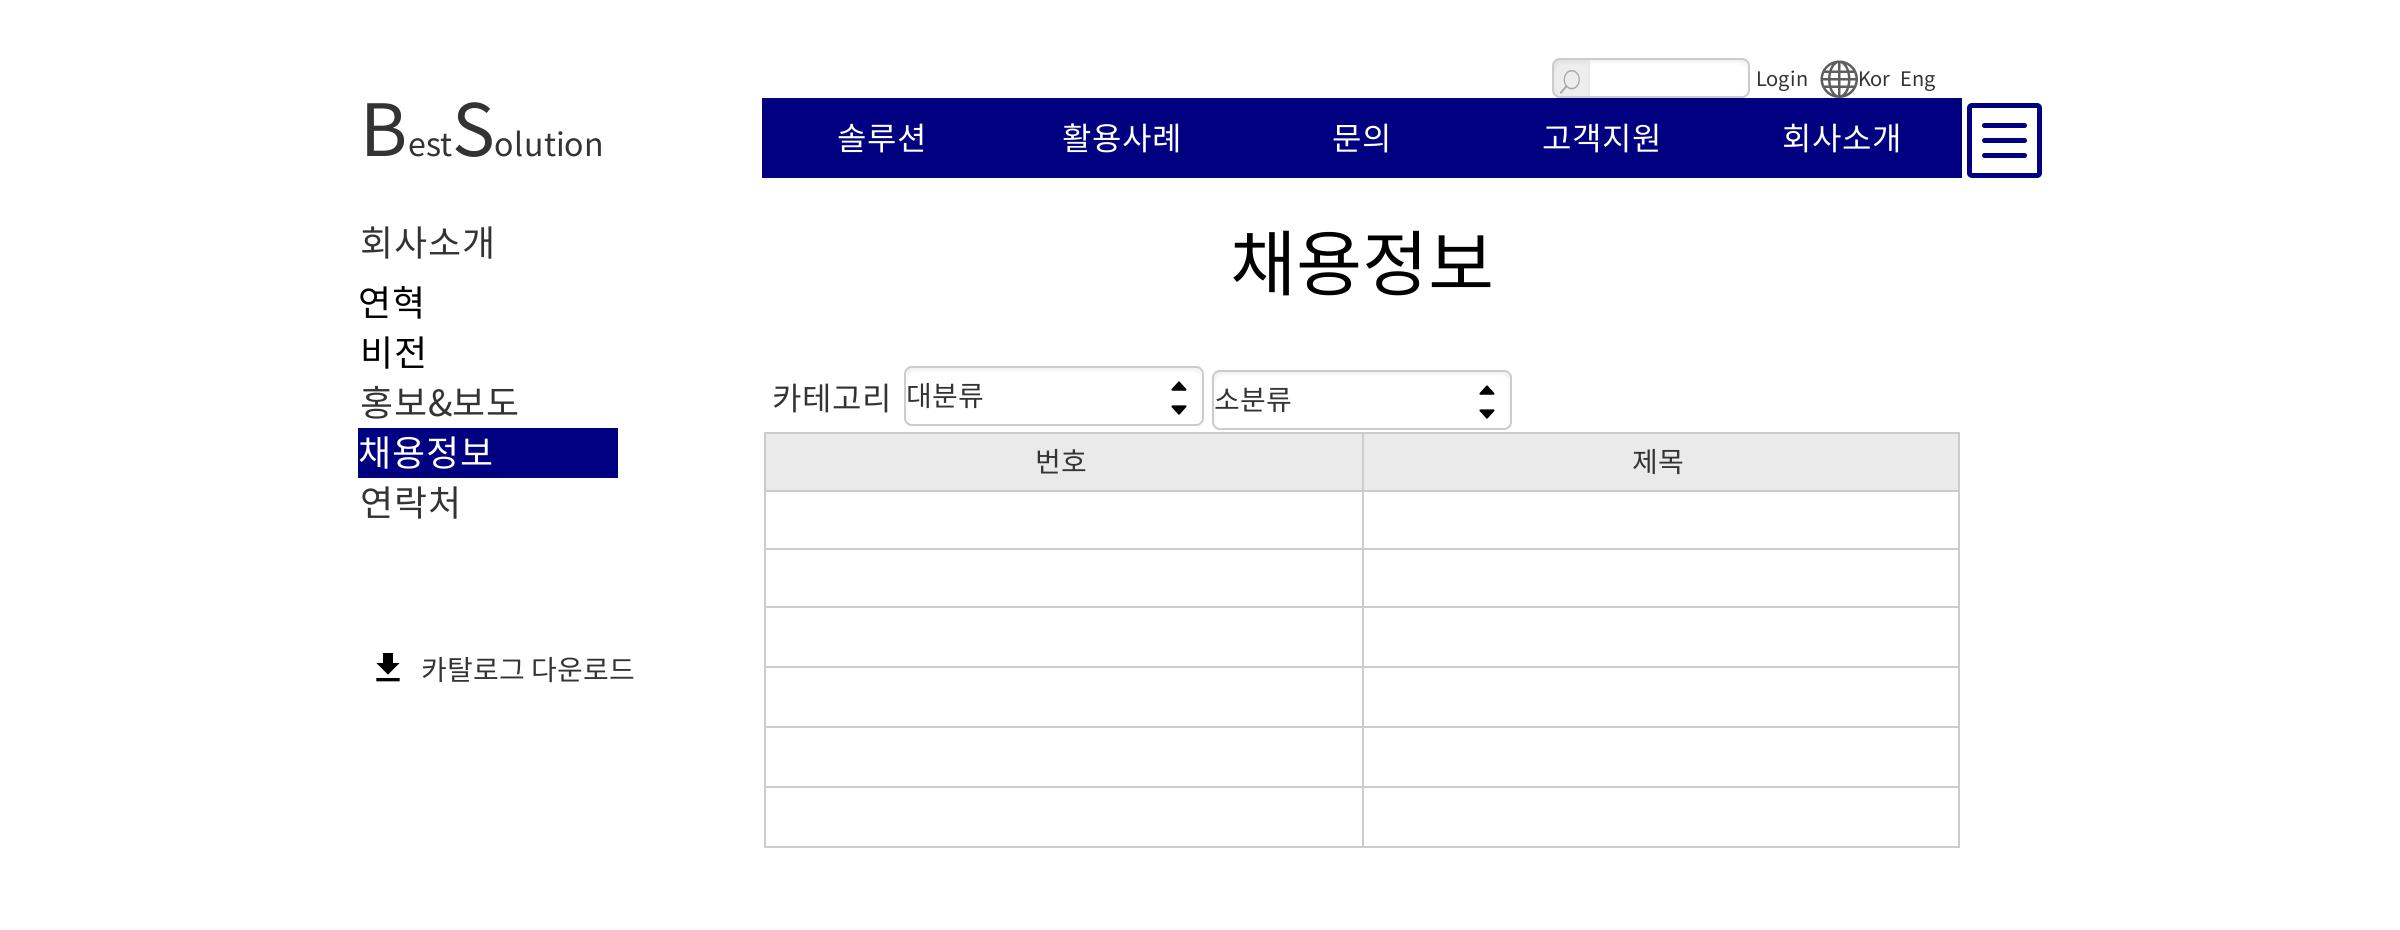 Login Kor Eng
BestSolution
솔루션 활용사례 문의 고객지원 회사소개
회사소개
연혁
비전
홍보&보도
채용정보
연락처
카탈로그 다운로드
채용정보
카테고리 대분류 소분류
번호 제목